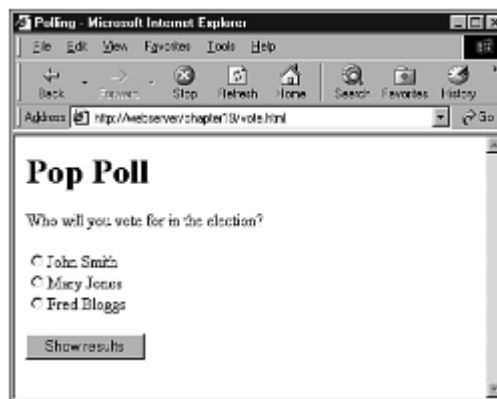 Polling - Microsoft Internet Explorer
File Edit View Favorites Tools Help
Back Forward Stop Refresh Home Search Favorites History
Address http://webserver/chapter19/vote.html Go
Pop Poll
Who will you vote for in the election?
John Smith
Mary Jones
Fred Bloggs
Show results